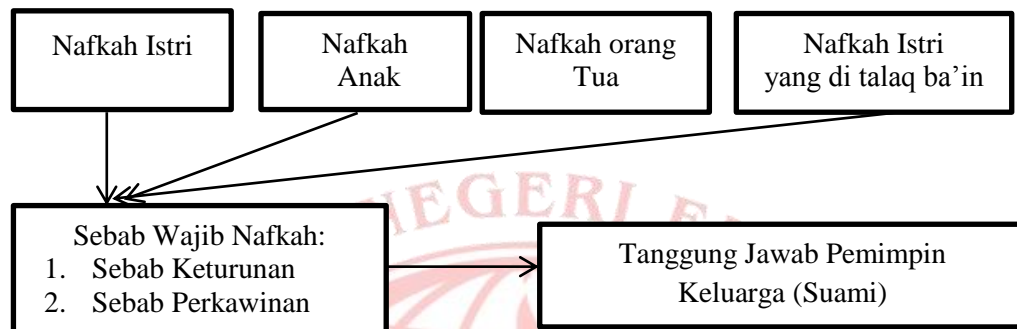 Nafkah Istri
Nafkah
Anak
Nafkah orang
Tua
Nafkah Istri
yang di talaq ba’in
NEGERI
Sebab Wajib Nafkah:
1. Sebab Keturunan
2. Sebab Perkawinan
Tanggung Jawab Pemimpin
Keluarga (Suami)